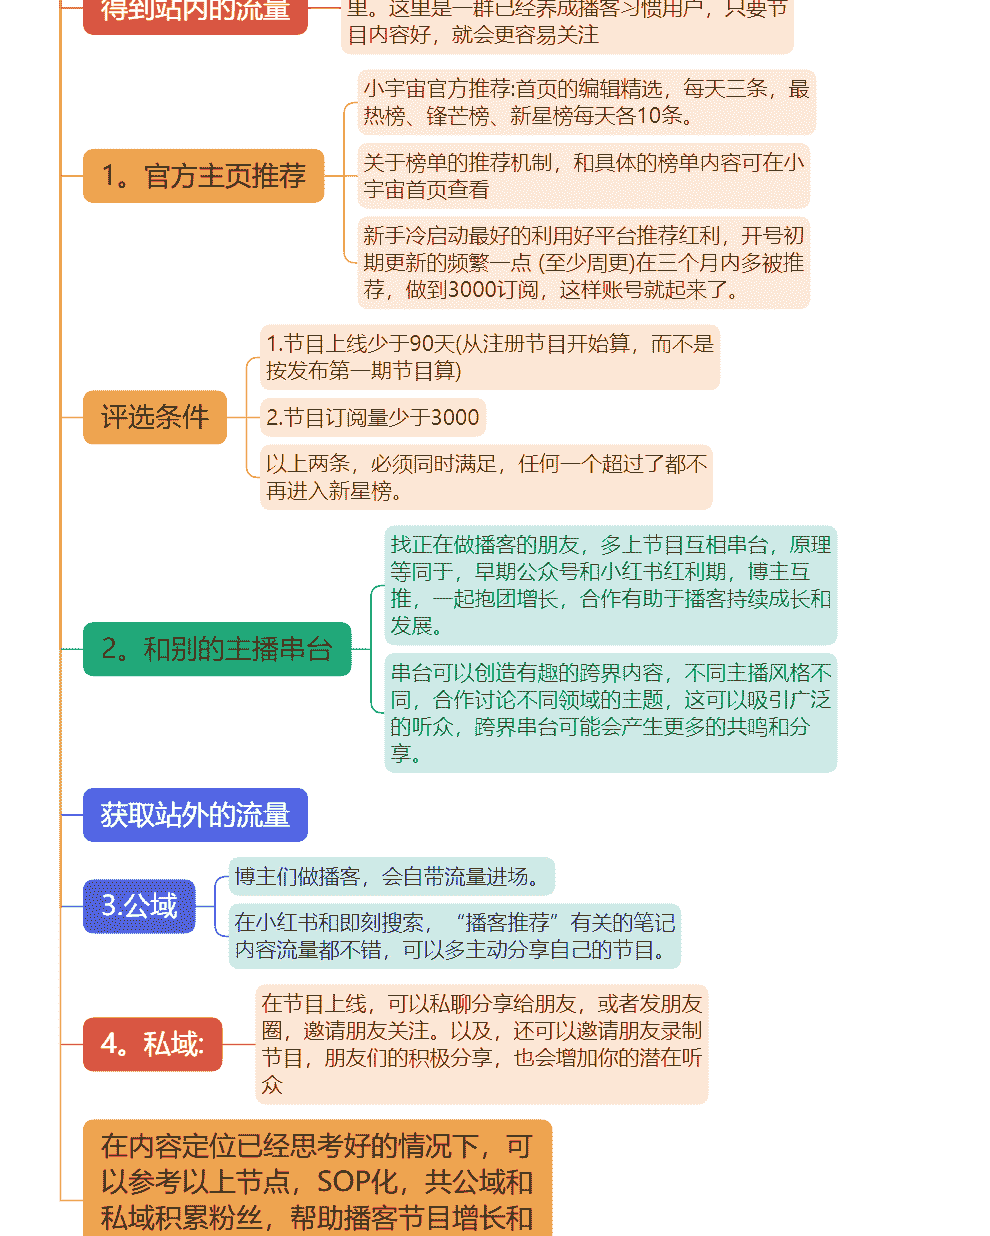 得到站内的流量
里。这里是一群已经养成播客习惯用户，只要节
目内容好，就会更容易关注
1。官方主页推荐
小宇宙官方推荐:首页的编辑精选，每天三条，最
热榜、锋芒榜、新星榜每天各10条。
关于榜单的推荐机制，和具体的榜单内容可在小
宇宙首页查看
新手冷启动最好的利用好平台推荐红利，开号初
期更新的频繁一点 (至少周更)在三个月内多被推
荐，做到3000订阅，这样账号就起来了。
评选条件
1.节目上线少于90天(从注册节目开始算，而不是
按发布第一期节目算)
2.节目订阅量少于3000
以上两条，必须同时满足，任何一个超过了都不
再进入新星榜。
2。和别的主播串台
找正在做播客的朋友，多上节目互相串台，原理
等同于，早期公众号和小红书红利期，博主互
推，一起抱团增长，合作有助于播客持续成长和
发展。
串台可以创造有趣的跨界内容，不同主播风格不
同，合作讨论不同领域的主题，这可以吸引广泛
的听众，跨界串台可能会产生更多的共鸣和分
享。
获取站外的流量
3.公域
博主们做播客，会自带流量进场。
在小红书和即刻搜索，“播客推荐”有关的笔记
内容流量都不错，可以多主动分享自己的节目。
4。私域:
在节目上线，可以私聊分享给朋友，或者发朋友
圈，邀请朋友关注。以及，还可以邀请朋友录制
节目，朋友们的积极分享，也会增加你的潜在听
众
在内容定位已经思考好的情况下，可
以参考以上节点，SOP化，共公域和
私域积累粉丝，帮助播客节目增长和